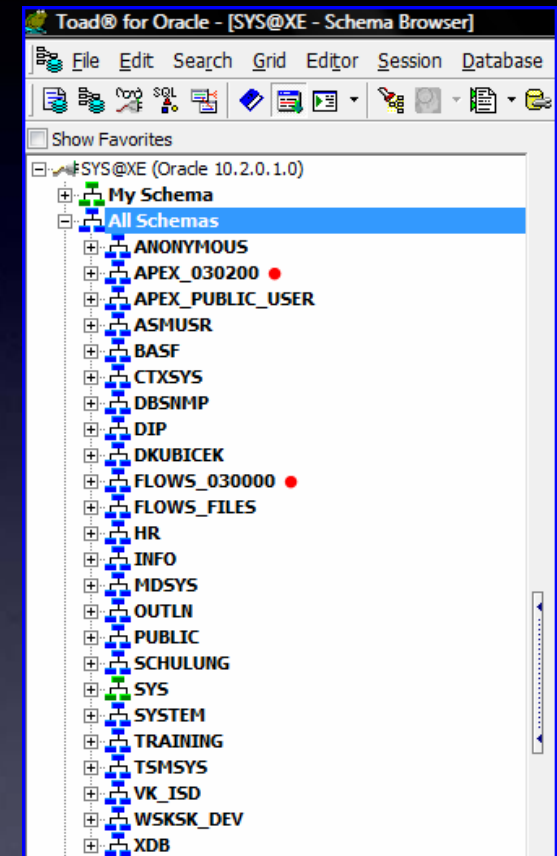 Toad® for Oracle - [SYS@XE - Schema Browser]
File Edit Search Grid Editor Session Database
SQL
Show Favorites
SYS@XE (Oracle 10.2.0.1.0)
My Schema
All Schemas
ANONYMOUS
APEX_030200
APEX_PUBLIC_USER
ASMUSR
BASF
CTXSYS
DBSNMP
DIP
DKUBICEK
FLOWS_030000
FLOWS_FILES
HR
INFO
MDSYS
OUTLN
PUBLIC
SCHULUNG
SYS
SYSTEM
TRAINING
TSMSYS
VK_ISD
WSKSK_DEV
XDB